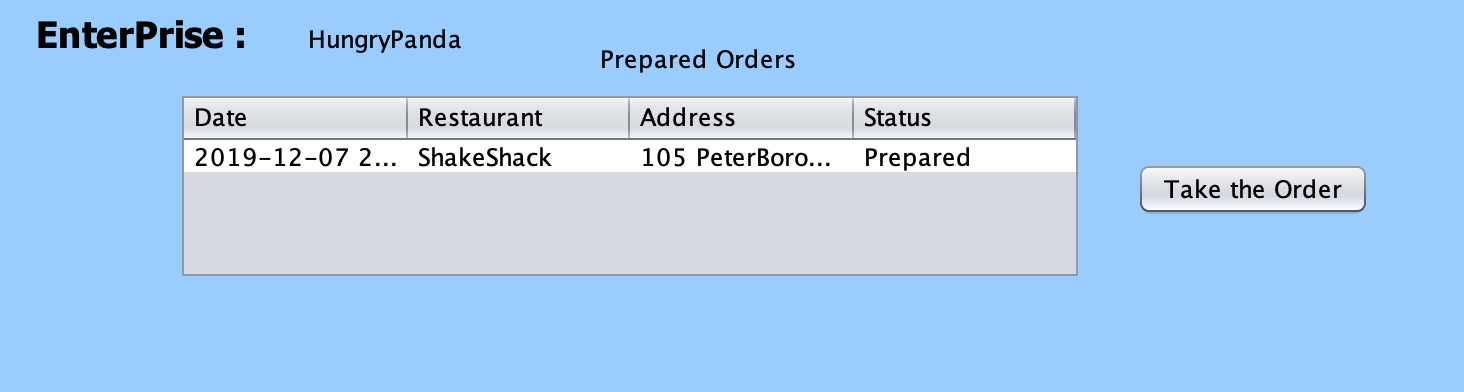 EnterPrise : HungryPanda
Prepared Orders
Date Restaurant Address Status
2019-12-07 2... ShakeShack 105 PeterBoro... Prepared
Take the Order